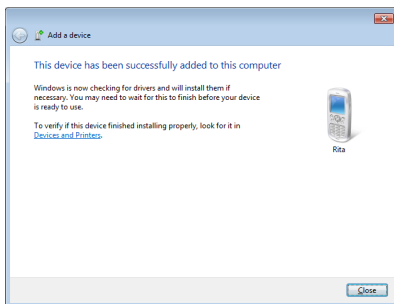 Add a device
This device has been successfully added to this computer
Windows is now checking for drivers and will install them if
necessary. You may need to wait for this to finish before your device
is ready to use.
To verify if this device finished installing properly, look for it in
Devices and Printers.
Rita
Close